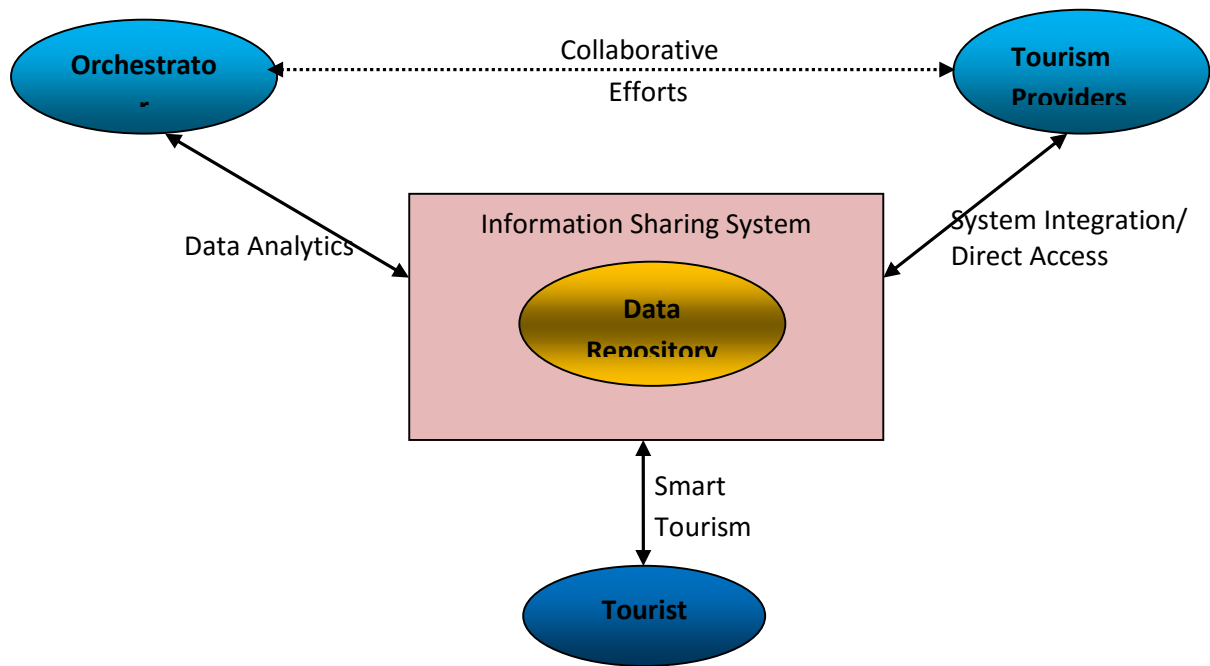 Orchestrato
r
Collaborative
Efforts
Tourism
Providers
Information Sharing System
Data Analytics
System Integration/
Direct Access
Data
Repository
Smart
Tourism
Tourist